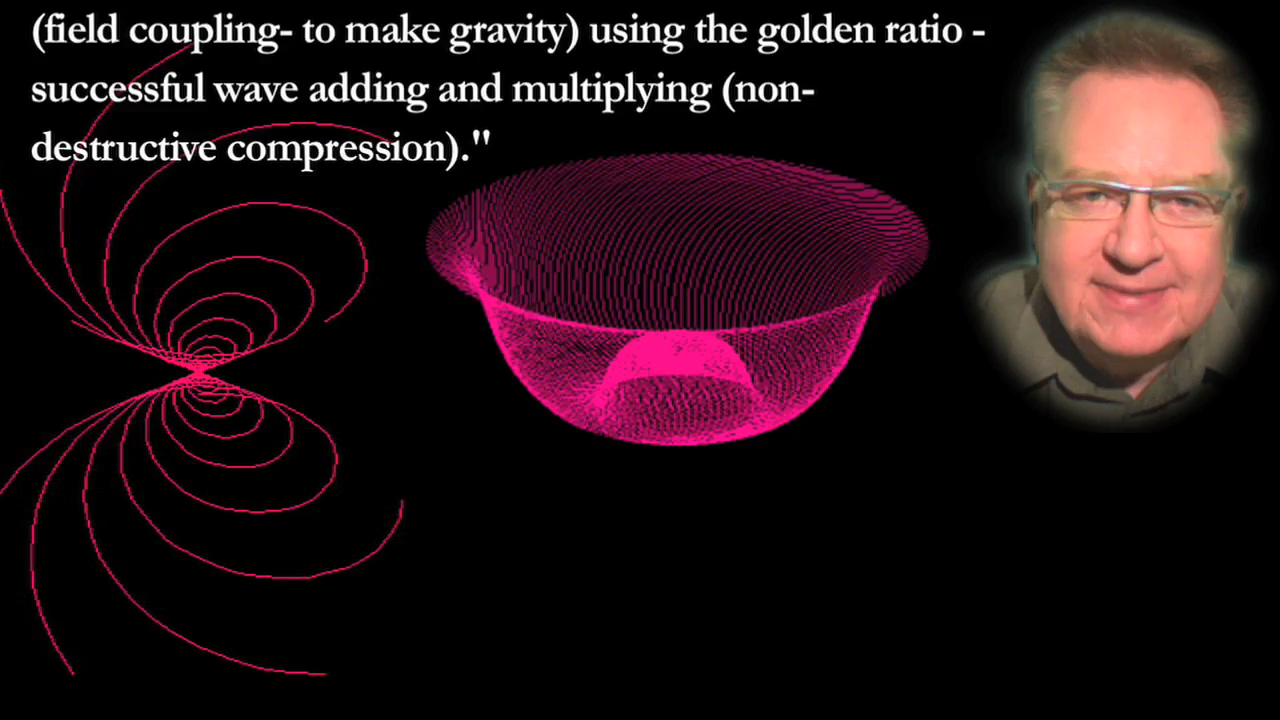 (field coupling- to make gravity) using the golden ratio -
successful wave adding and multiplying (non-
destructive compression)."